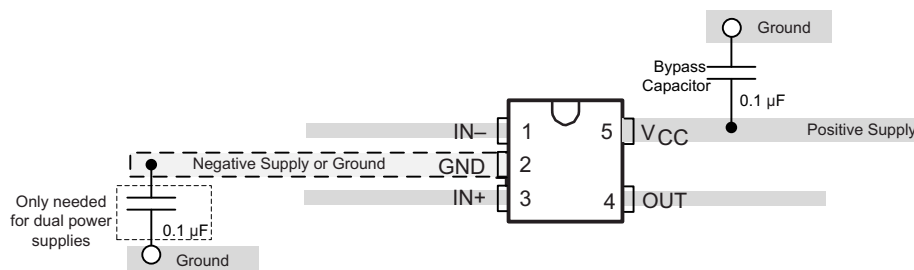 Ground
Bypass
Capacitor
0.1 µF
IN–
1
5
VCC
Positive Supply
Negative Supply or Ground
GND
2
IN+
3
4
OUT
Only needed
for dual power
supplies
0.1 µF
Ground